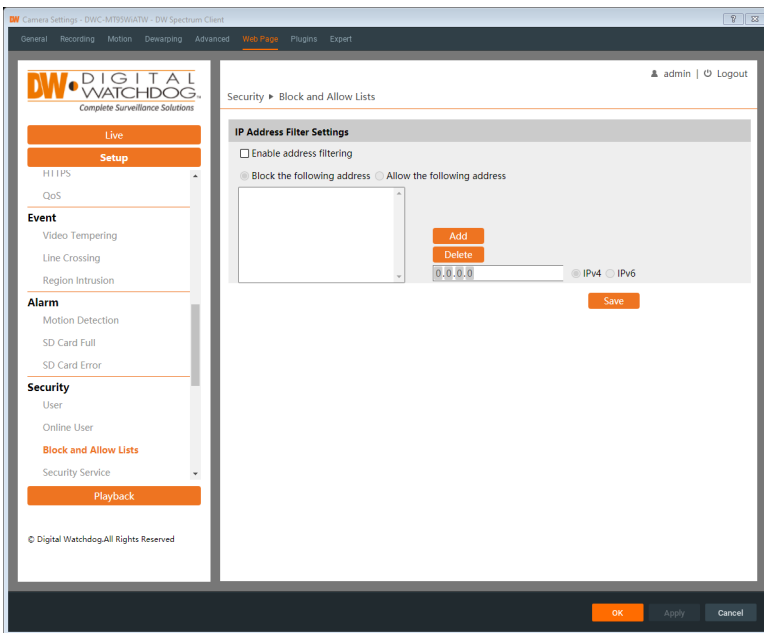 DW Camera Settings - DWC-MT95WiATW - DW Spectrum Client ?
General Recording Motion Dewarping Advanced Web Page Plugins Expert
DW DIGITAL
WATCHDOG
Complete Surveillance Solutions
Live
Setup
HTTPS
QoS
Event
Video Tempering
Line Crossing
Region Intrusion
Alarm
Motion Detection
SD Card Full
SD Card Error
Security
User
Online User
Block and Allow Lists
Security Service
Playback
© Digital Watchdog.All Rights Reserved
admin | Logout
Security ▸ Block and Allow Lists
IP Address Filter Settings
Enable address filtering
Block the following address Allow the following address
Add
Delete
0.0.0.0 IPv4 IPv6
Save
OK Apply Cancel